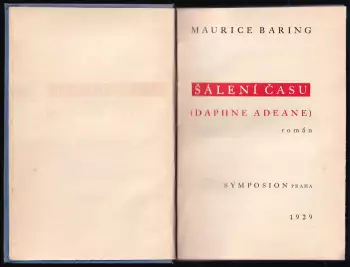 MAURICE BARING
ŠÁLENÍ ČASU
(DAPHNE ADEANE)
román
SYMPOSION PRAHA
1929